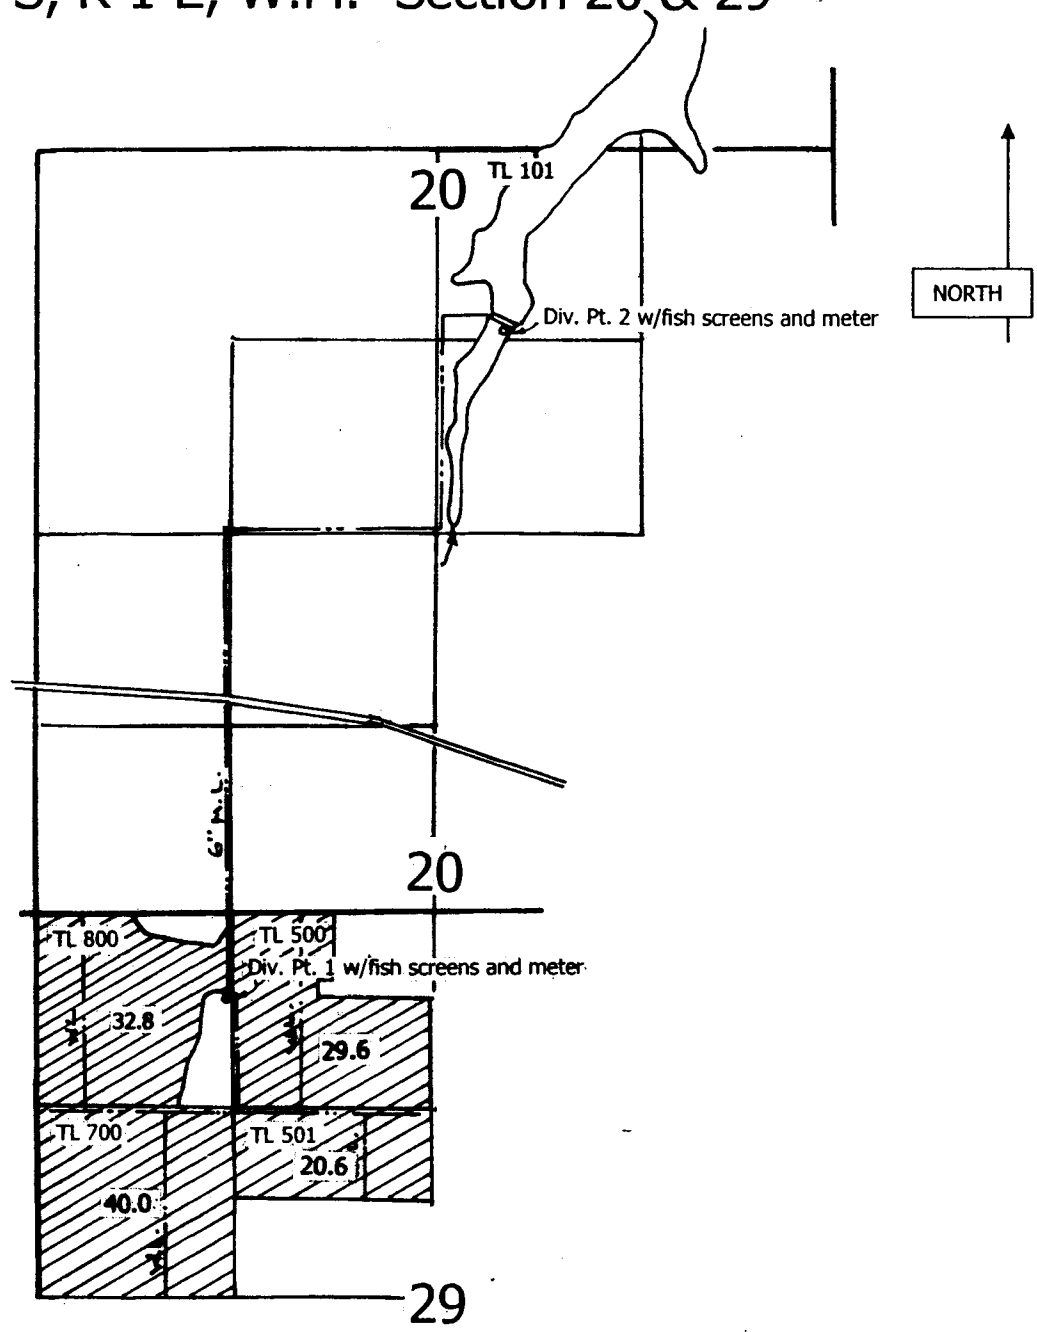 S, R 1 E, W.M. Section 20 & 29
20
TL 101
NORTH
Div. Pt. 2 w/fish screens and meter
6" M.L.
20
TL 800
TL 500
Div. Pt. 1 w/fish screens and meter
32.8
29.6
TL 700
TL 501
20.6
40.0
29